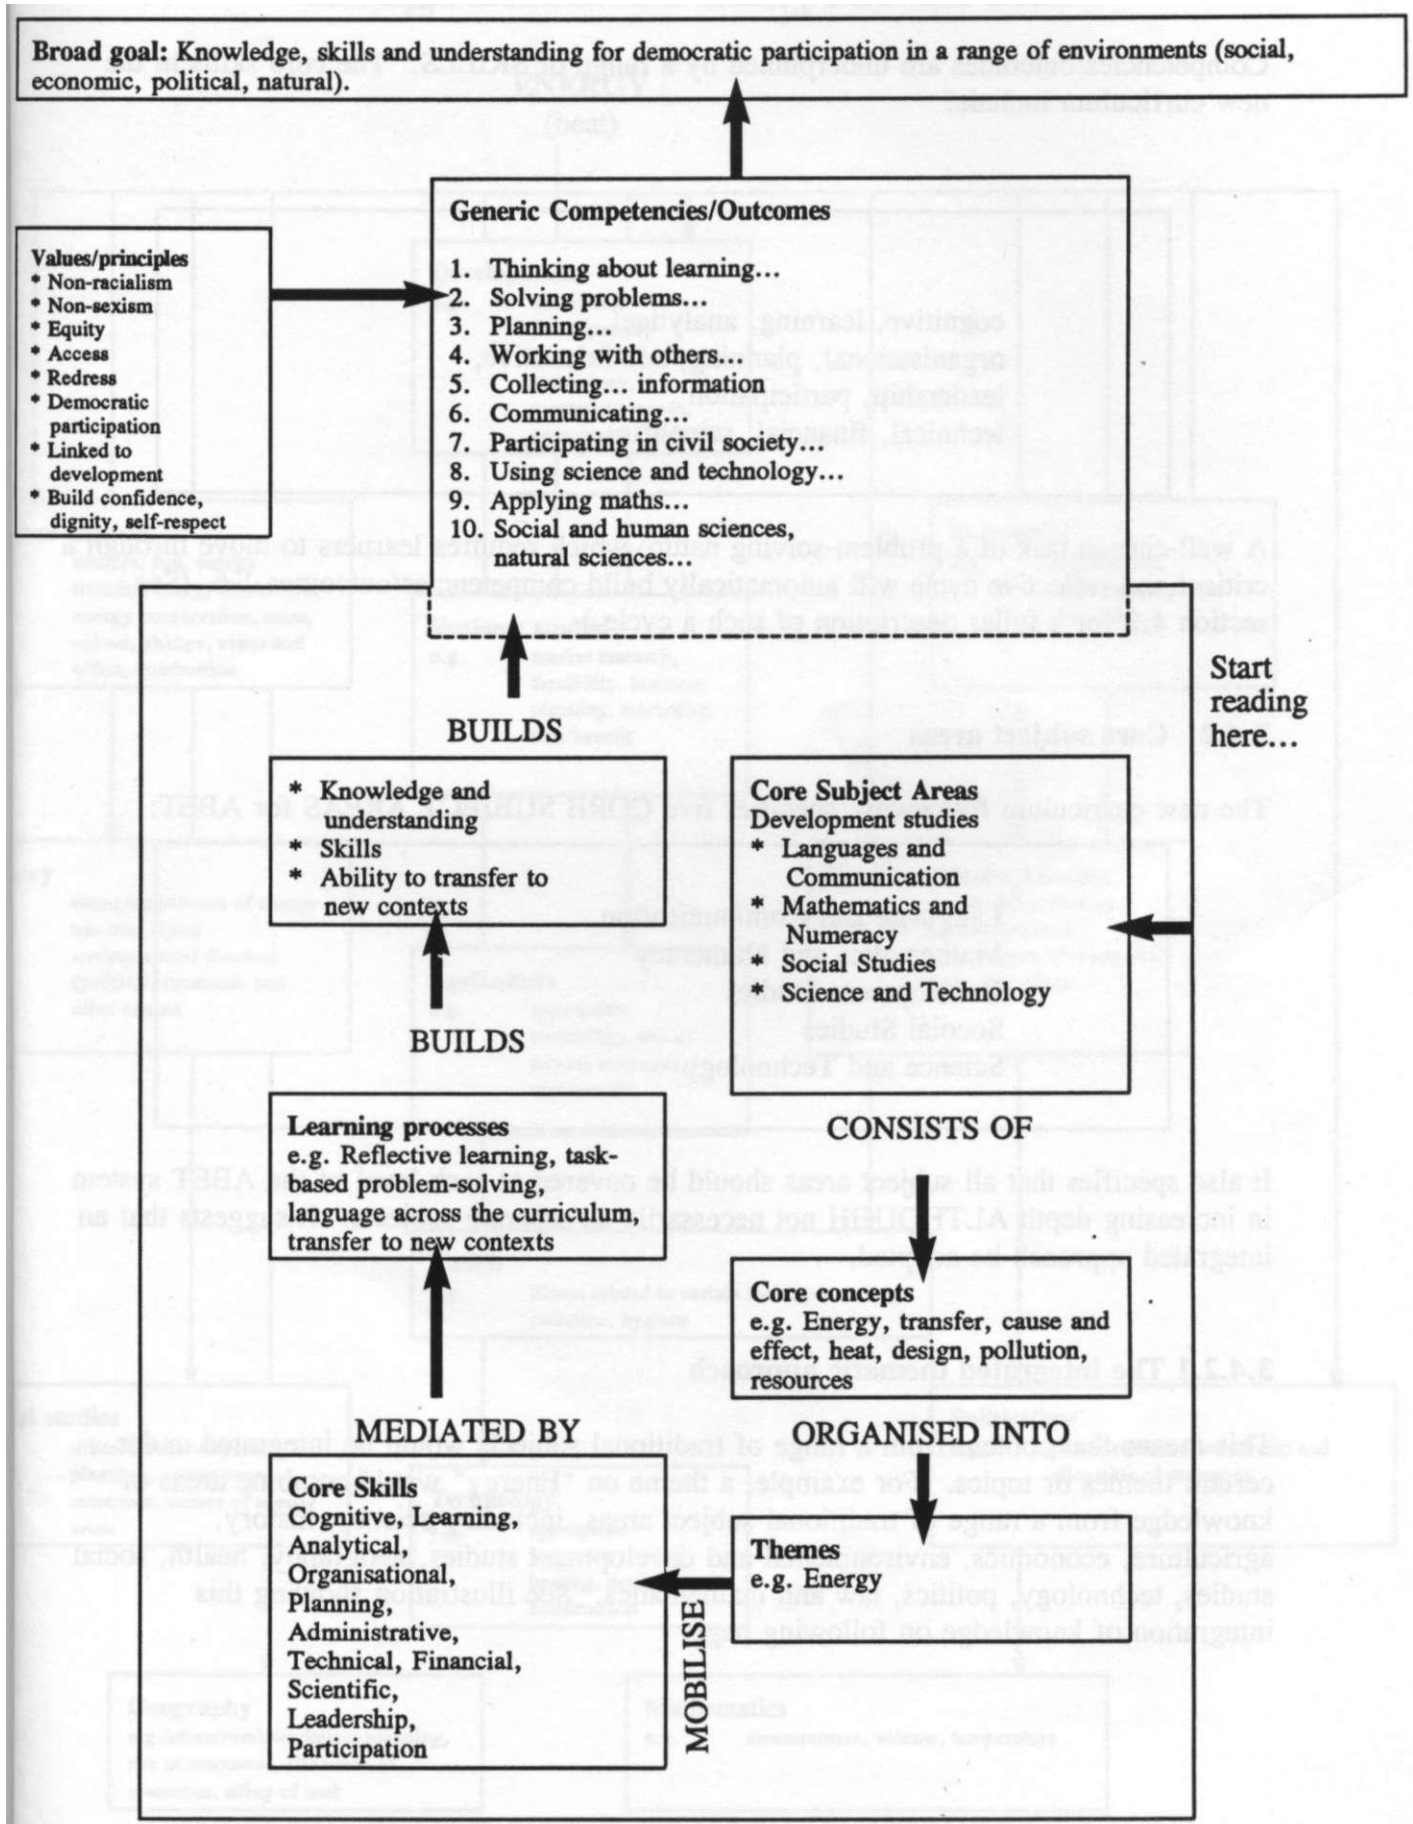 Broad goal: Knowledge, skills and understanding for democratic participation in a range of environments (social,
economic, political, natural).
Generic Competencies/Outcomes
1. Thinking about learning...
2. Solving problems...
3. Planning...
4. Working with others...
5. Collecting... information
6. Communicating...
7. Participating in civil society...
8. Using science and technology...
9. Applying maths...
10. Social and human sciences,
natural sciences...
Values/principles
* Non-racialism
* Non-sexism
* Equity
* Access
* Redress
* Democratic
participation
* Linked to
development
* Build confidence,
dignity, self-respect
Start
reading
here...
BUILDS
* Knowledge and
understanding
* Skills
* Ability to transfer to
new contexts
Core Subject Areas
Development studies
* Languages and
Communication
* Mathematics and
Numeracy
* Social Studies
* Science and Technology
BUILDS
CONSISTS OF
Learning processes
e.g. Reflective learning, task-
based problem-solving,
language across the curriculum,
transfer to new contexts
Core concepts
e.g. Energy, transfer, cause and
effect, heat, design, pollution,
resources
MEDIATED BY
ORGANISED INTO
Core Skills
Cognitive, Learning,
Analytical,
Organisational,
Planning,
Administrative,
Technical, Financial,
Scientific,
Leadership,
Participation
MOBILISE
Themes
e.g. Energy